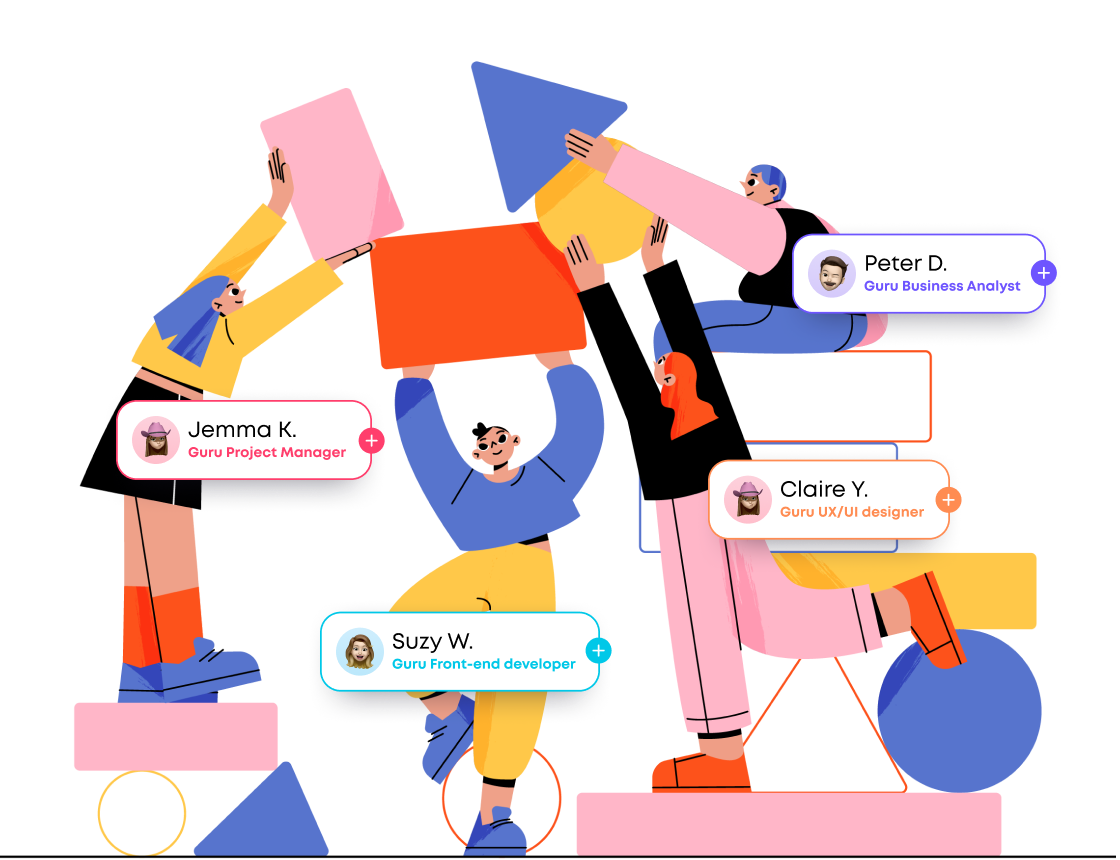 Peter D.
Guru Business Analyst
Jemma K.
Guru Project Manager
Claire Y.
Guru UX/UI designer
Suzy W.
Guru Front-end developer